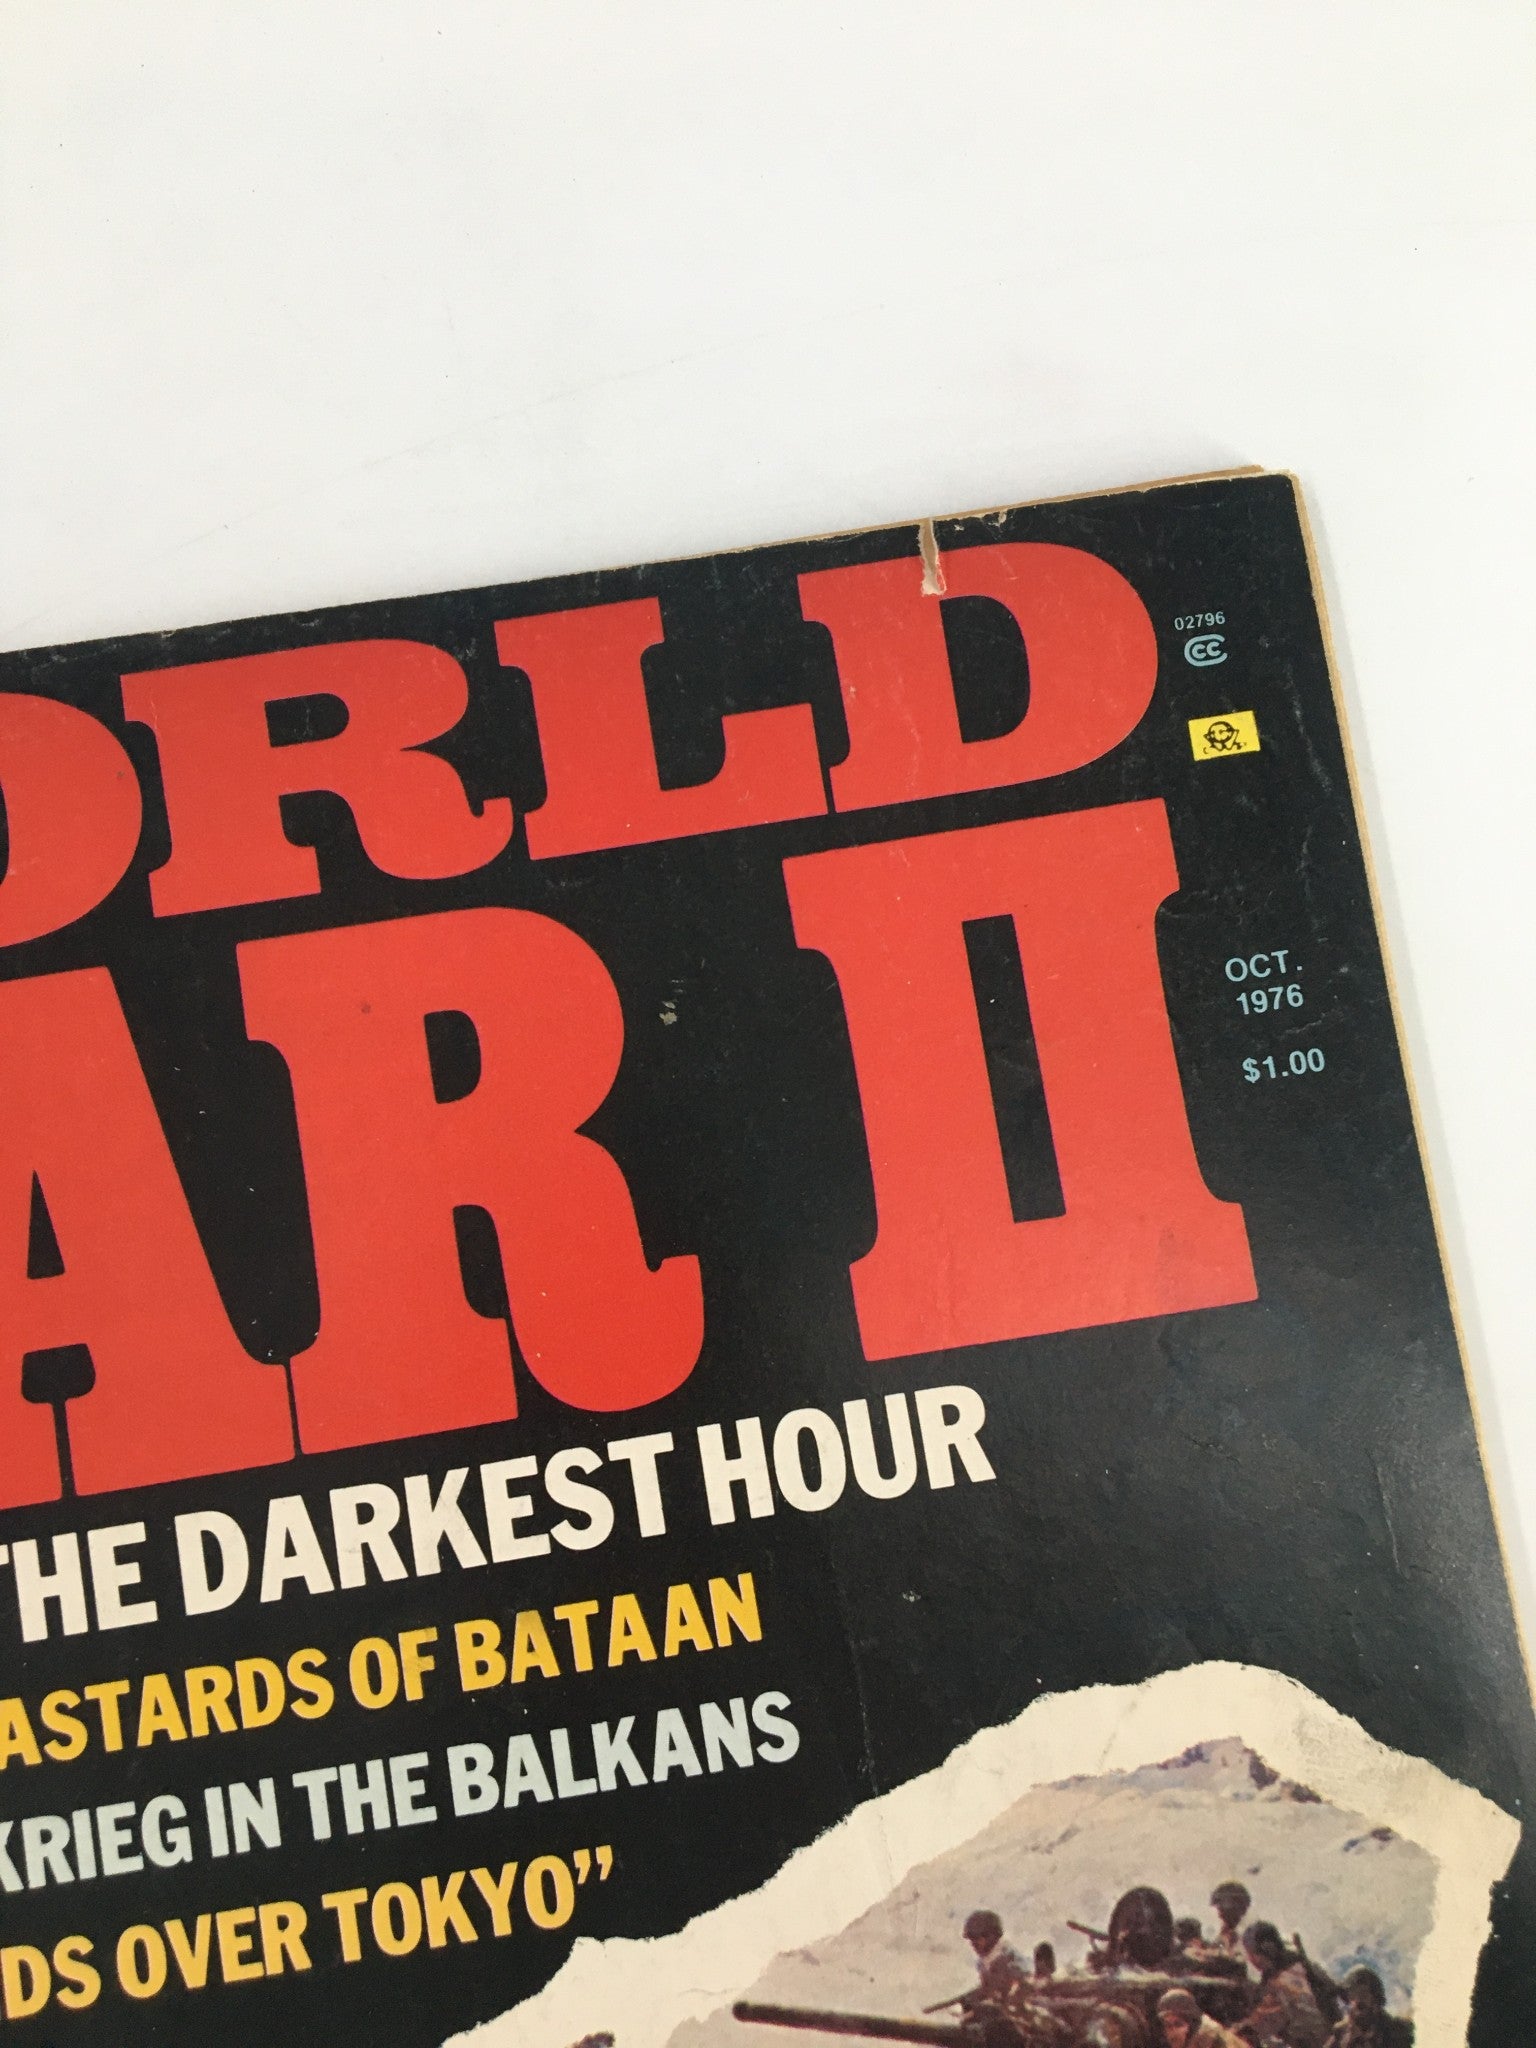 ORLD
02796
CC
AR II
OCT.
1976
$1.00
THE DARKEST HOUR
ASTARDS OF BATAAN
KRIEG IN THE BALKANS
DS OVER TOKYO”